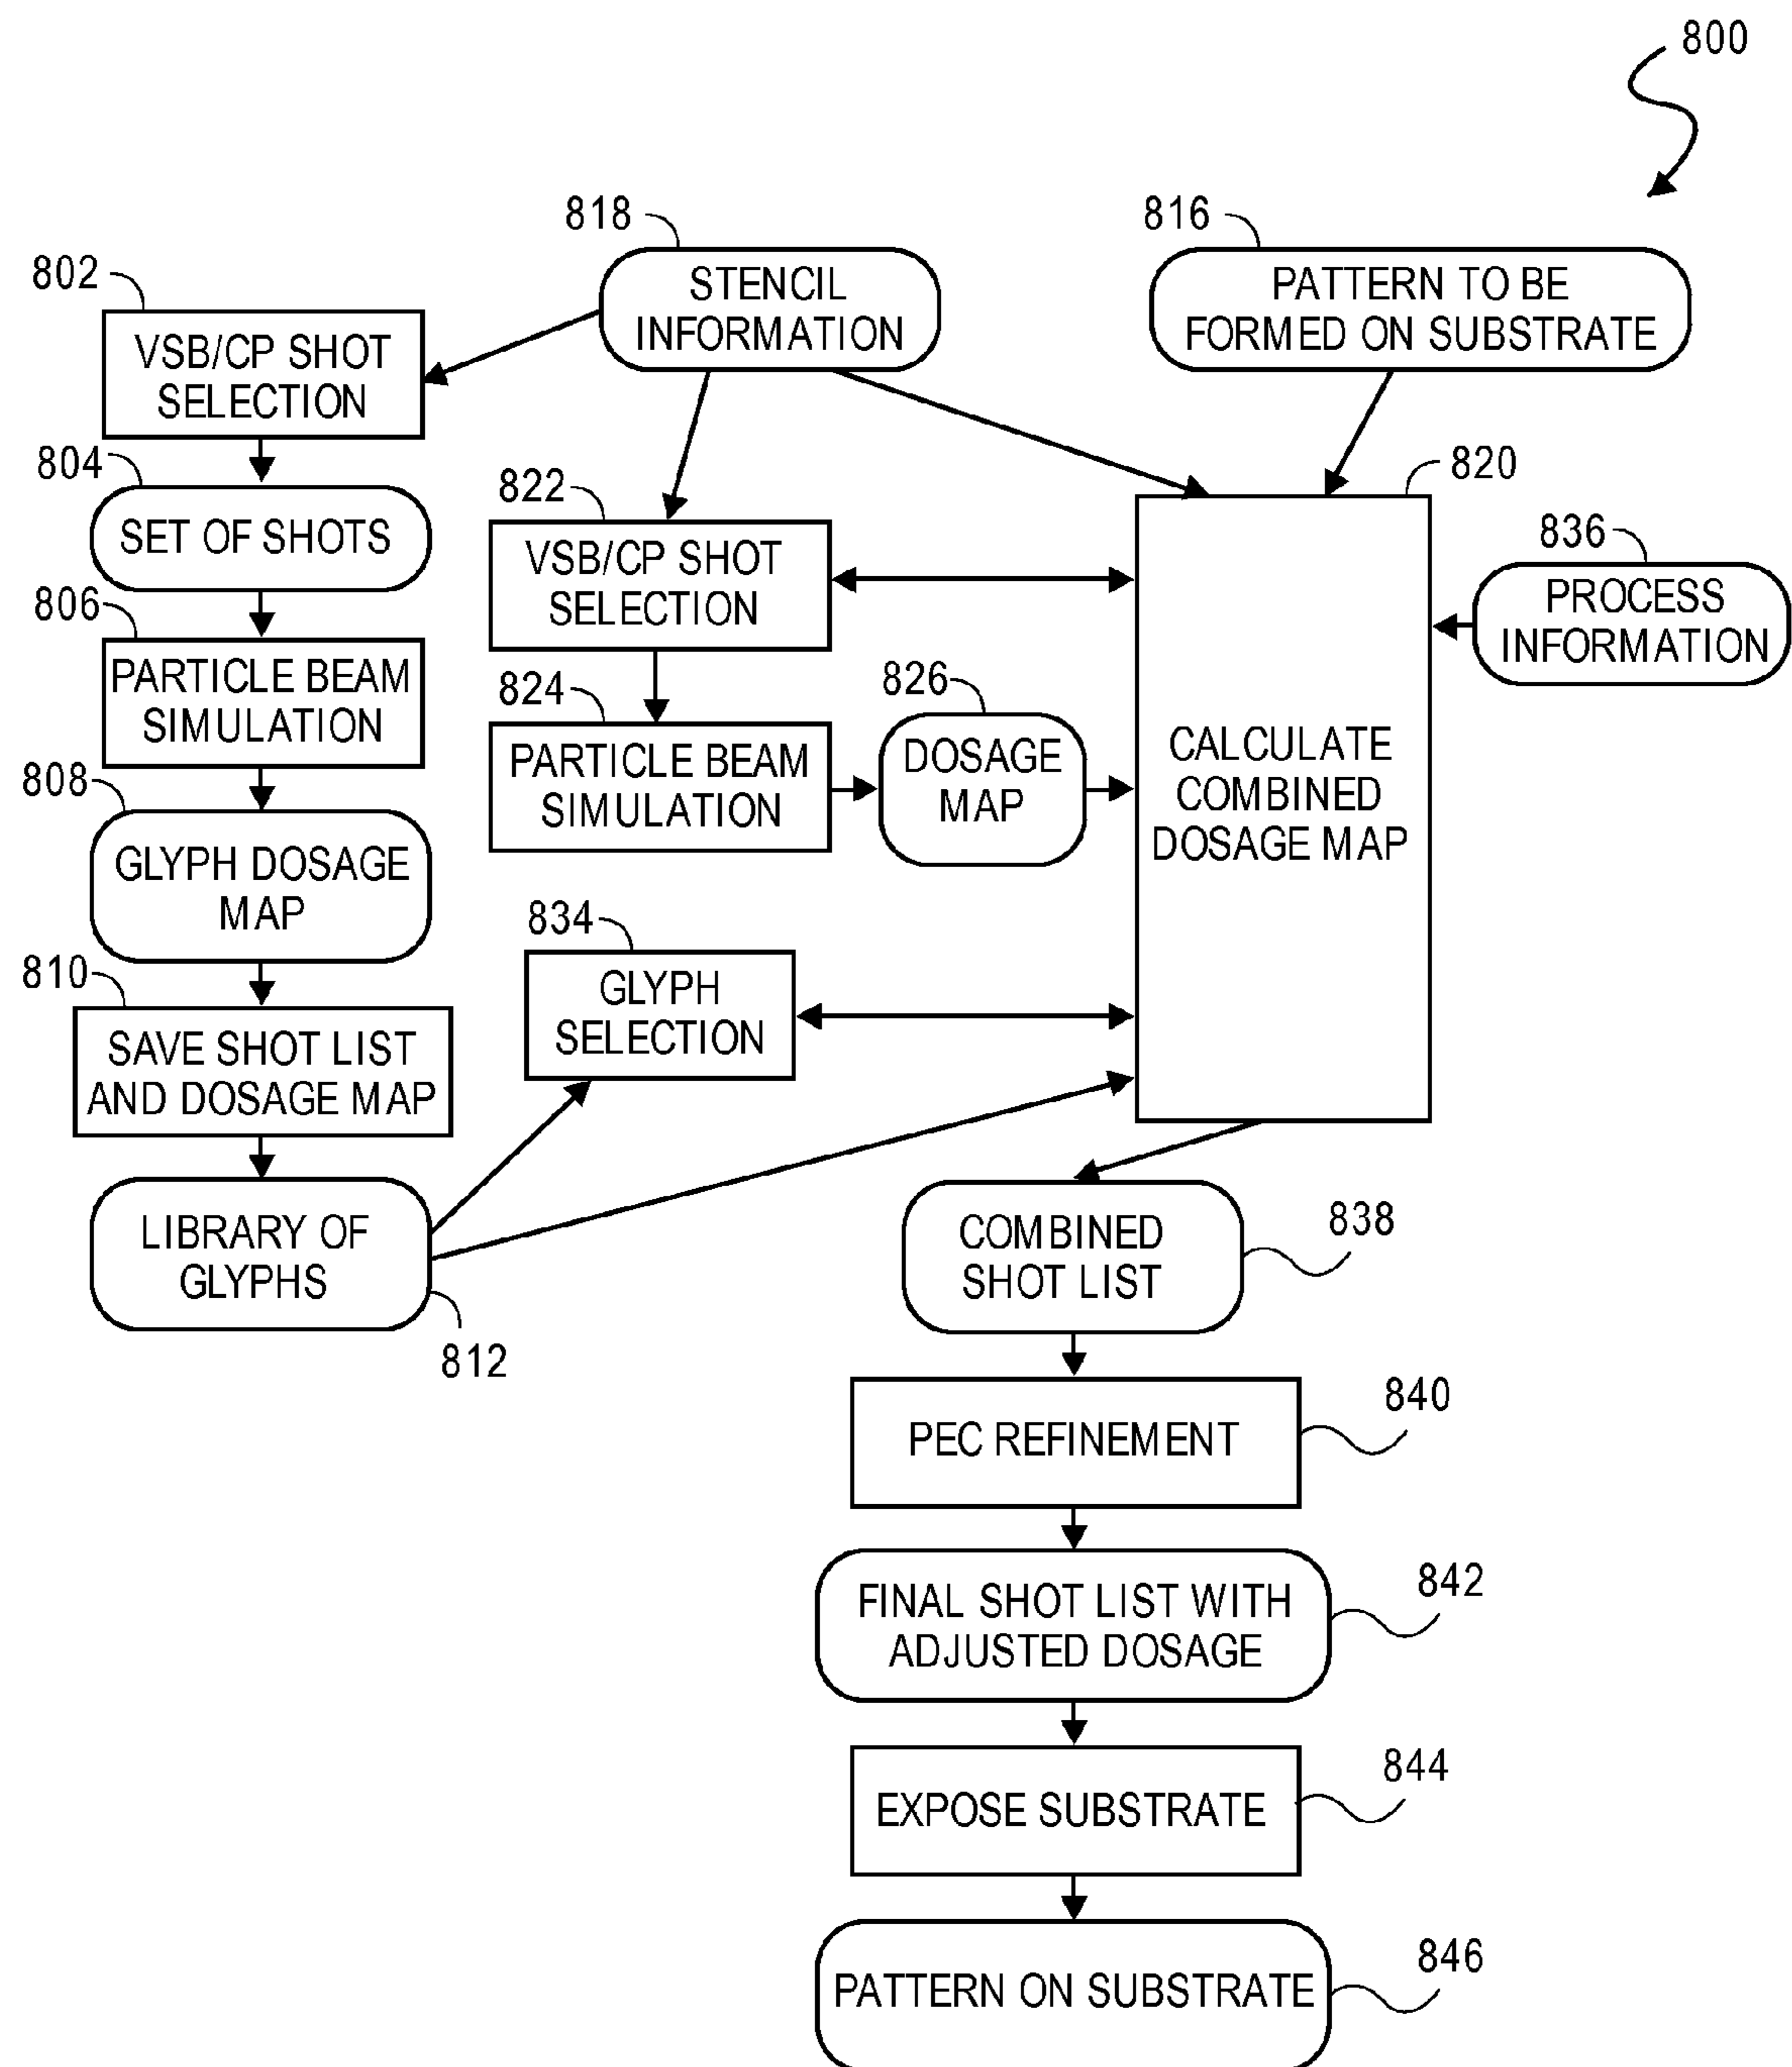 800
818
816
STENCIL
INFORMATION
PATTERN TO BE
FORMED ON SUBSTRATE
802
VSB/CP SHOT
SELECTION
804
SET OF SHOTS
822
VSB/CP SHOT
SELECTION
820
CALCULATE
COMBINED
DOSAGE MAP
836
PROCESS
INFORMATION
806
PARTICLE BEAM
SIMULATION
824
PARTICLE BEAM
SIMULATION
826
DOSAGE
MAP
808
GLYPH DOSAGE
MAP
834
GLYPH
SELECTION
810
SAVE SHOT LIST
AND DOSAGE MAP
LIBRARY OF
GLYPHS
812
COMBINED
SHOT LIST
838
PEC REFINEMENT
840
FINAL SHOT LIST WITH
ADJUSTED DOSAGE
842
EXPOSE SUBSTRATE
844
PATTERN ON SUBSTRATE
846